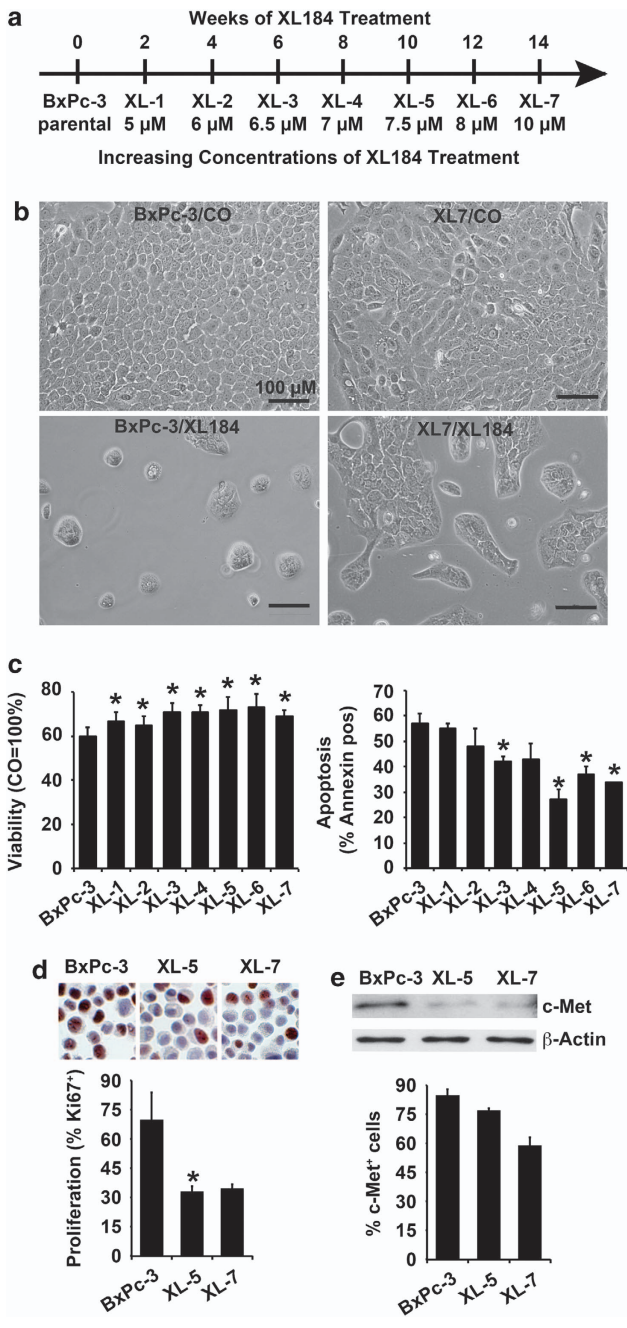 a
Weeks of XL184 Treatment
0 2 4 6 8 10 12 14
BxPc-3 XL-1 XL-2 XL-3 XL-4 XL-5 XL-6 XL-7
parental 5 µM 6 µM 6.5 µM 7 µM 7.5 µM 8 µM 10 µM
Increasing Concentrations of XL184 Treatment
b
BxPc-3/CO XL7/CO
100 µM
BxPc-3/XL184 XL7/XL184
c
Viability (CO=100%)
80
60
40
20
0
* * * * * * *
BxPc-3 XL-1 XL-2 XL-3 XL-4 XL-5 XL-6 XL-7
Apoptosis
(% Annexin pos)
70
60
50
40
30
20
10
0
* * * *
BxPc-3 XL-1 XL-2 XL-3 XL-4 XL-5 XL-6 XL-7
d
BxPc-3 XL-5 XL-7
Proliferation (% Ki67+)
90
75
60
45
30
15
0
*
BxPc-3 XL-5 XL-7
e
BxPc-3 XL-5 XL-7
c-Met
β-Actin
% c-Met+ cells
90
75
60
45
30
15
0
BxPc-3 XL-5 XL-7